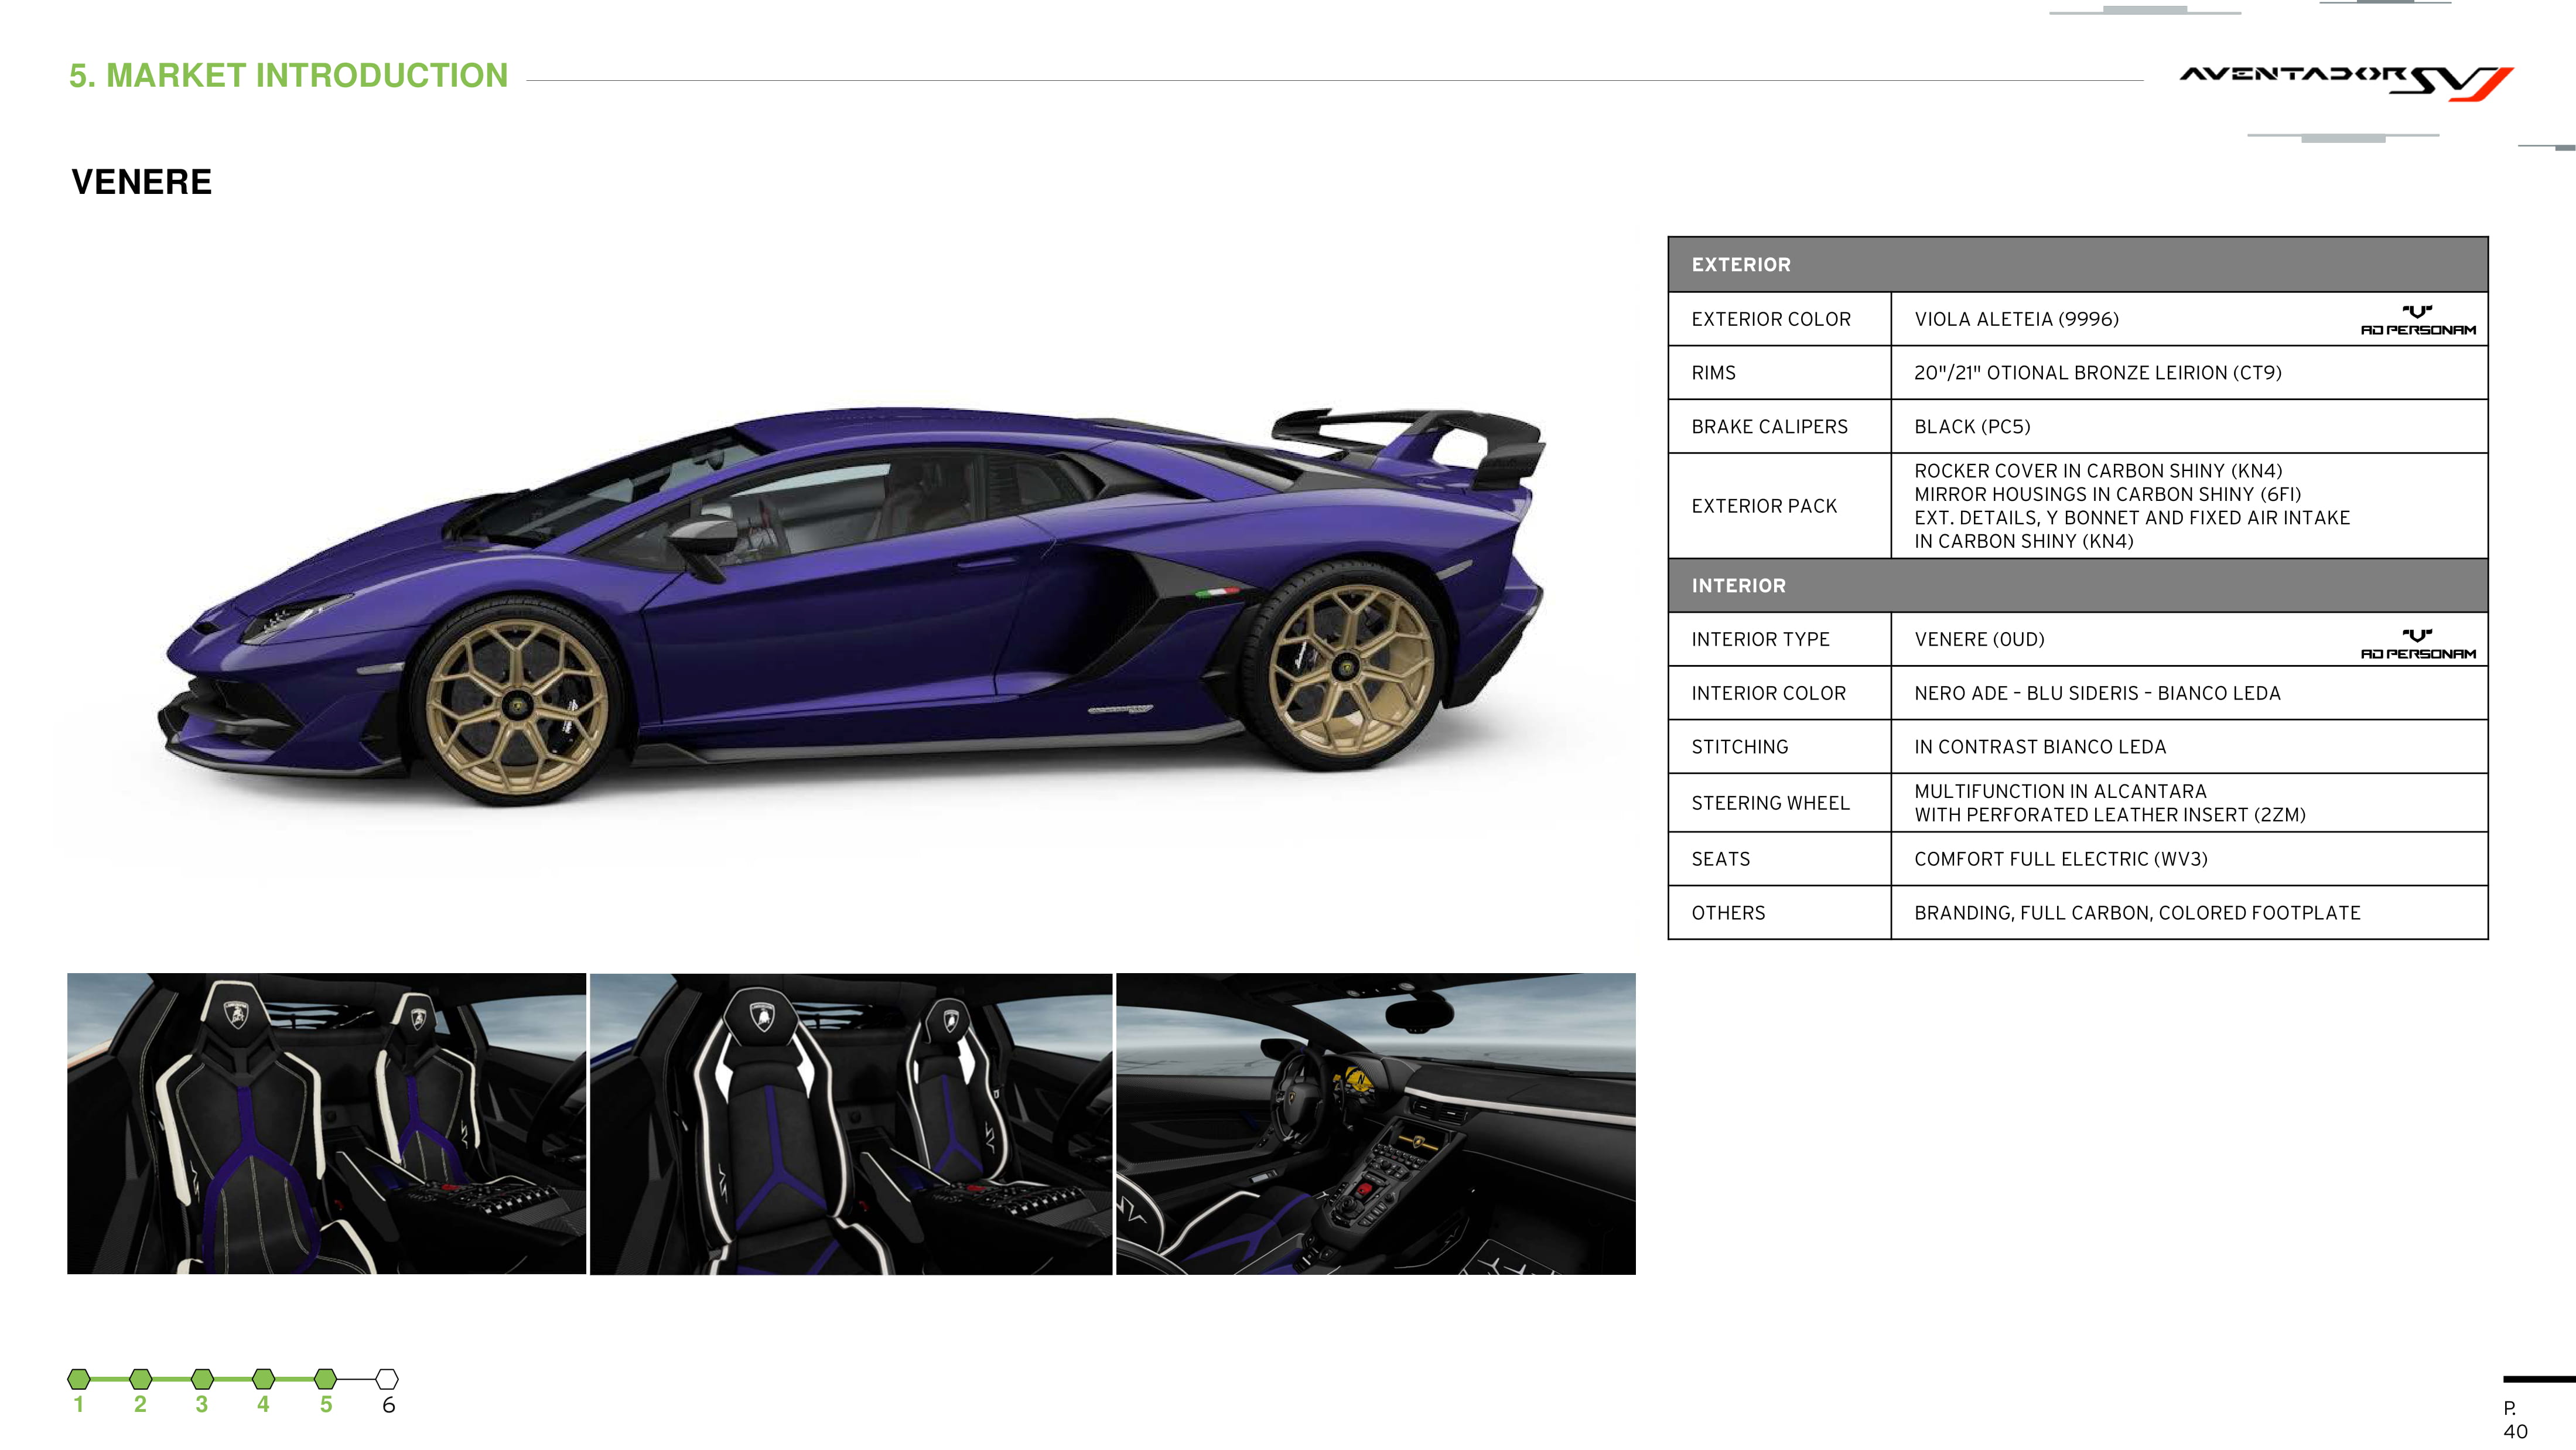 5. MARKET INTRODUCTION
AVENTADOR SVJ
VENERE
EXTERIOR
EXTERIOR COLOR VIOLA ALETEIA (9996) AD PERSONAM
RIMS 20"/21" OTIONAL BRONZE LEIRION (CT9)
BRAKE CALIPERS BLACK (PC5)
EXTERIOR PACK
ROCKER COVER IN CARBON SHINY (KN4)
MIRROR HOUSINGS IN CARBON SHINY (6FI)
EXT. DETAILS, Y BONNET AND FIXED AIR INTAKE
IN CARBON SHINY (KN4)
INTERIOR
INTERIOR TYPE VENERE (0UD) AD PERSONAM
INTERIOR COLOR NERO ADE - BLU SIDERIS - BIANCO LEDA
STITCHING IN CONTRAST BIANCO LEDA
STEERING WHEEL
MULTIFUNCTION IN ALCANTARA
WITH PERFORATED LEATHER INSERT (2ZM)
SEATS COMFORT FULL ELECTRIC (WV3)
OTHERS BRANDING, FULL CARBON, COLORED FOOTPLATE
1 2 3 4 5 6
P.
40